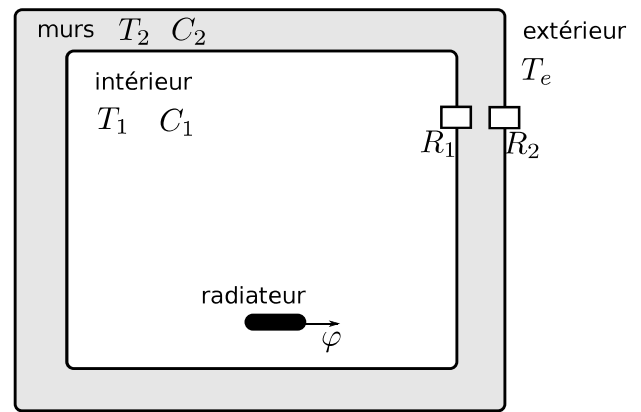 murs T₂ C₂
extérieur
Tₑ
intérieur
T₁ C₁
R₁ R₂
radiateur
φ